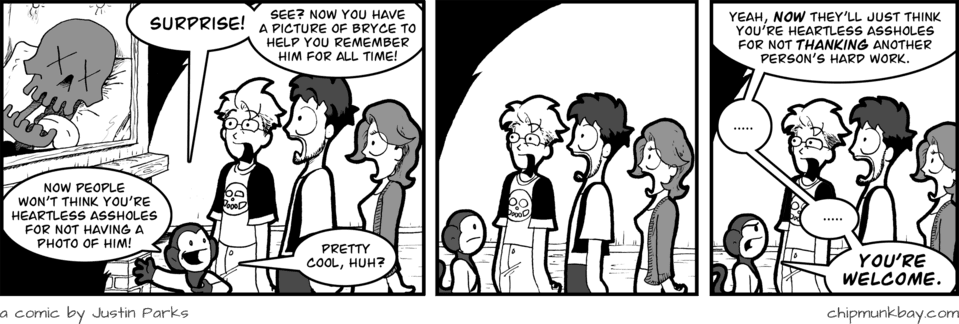 SURPRISE!
SEE? NOW YOU HAVE
A PICTURE OF BRYCE TO
HELP YOU REMEMBER
HIM FOR ALL TIME!
NOW PEOPLE
WON'T THINK YOU'RE
HEARTLESS ASSHOLES
FOR NOT HAVING A
PHOTO OF HIM!
PRETTY
COOL, HUH?
YEAH, NOW THEY'LL JUST THINK
YOU'RE HEARTLESS ASSHOLES
FOR NOT THANKING ANOTHER
PERSON'S HARD WORK.
.....
.....
YOU'RE
WELCOME.
a comic by Justin Parks
chipmunkbay.com